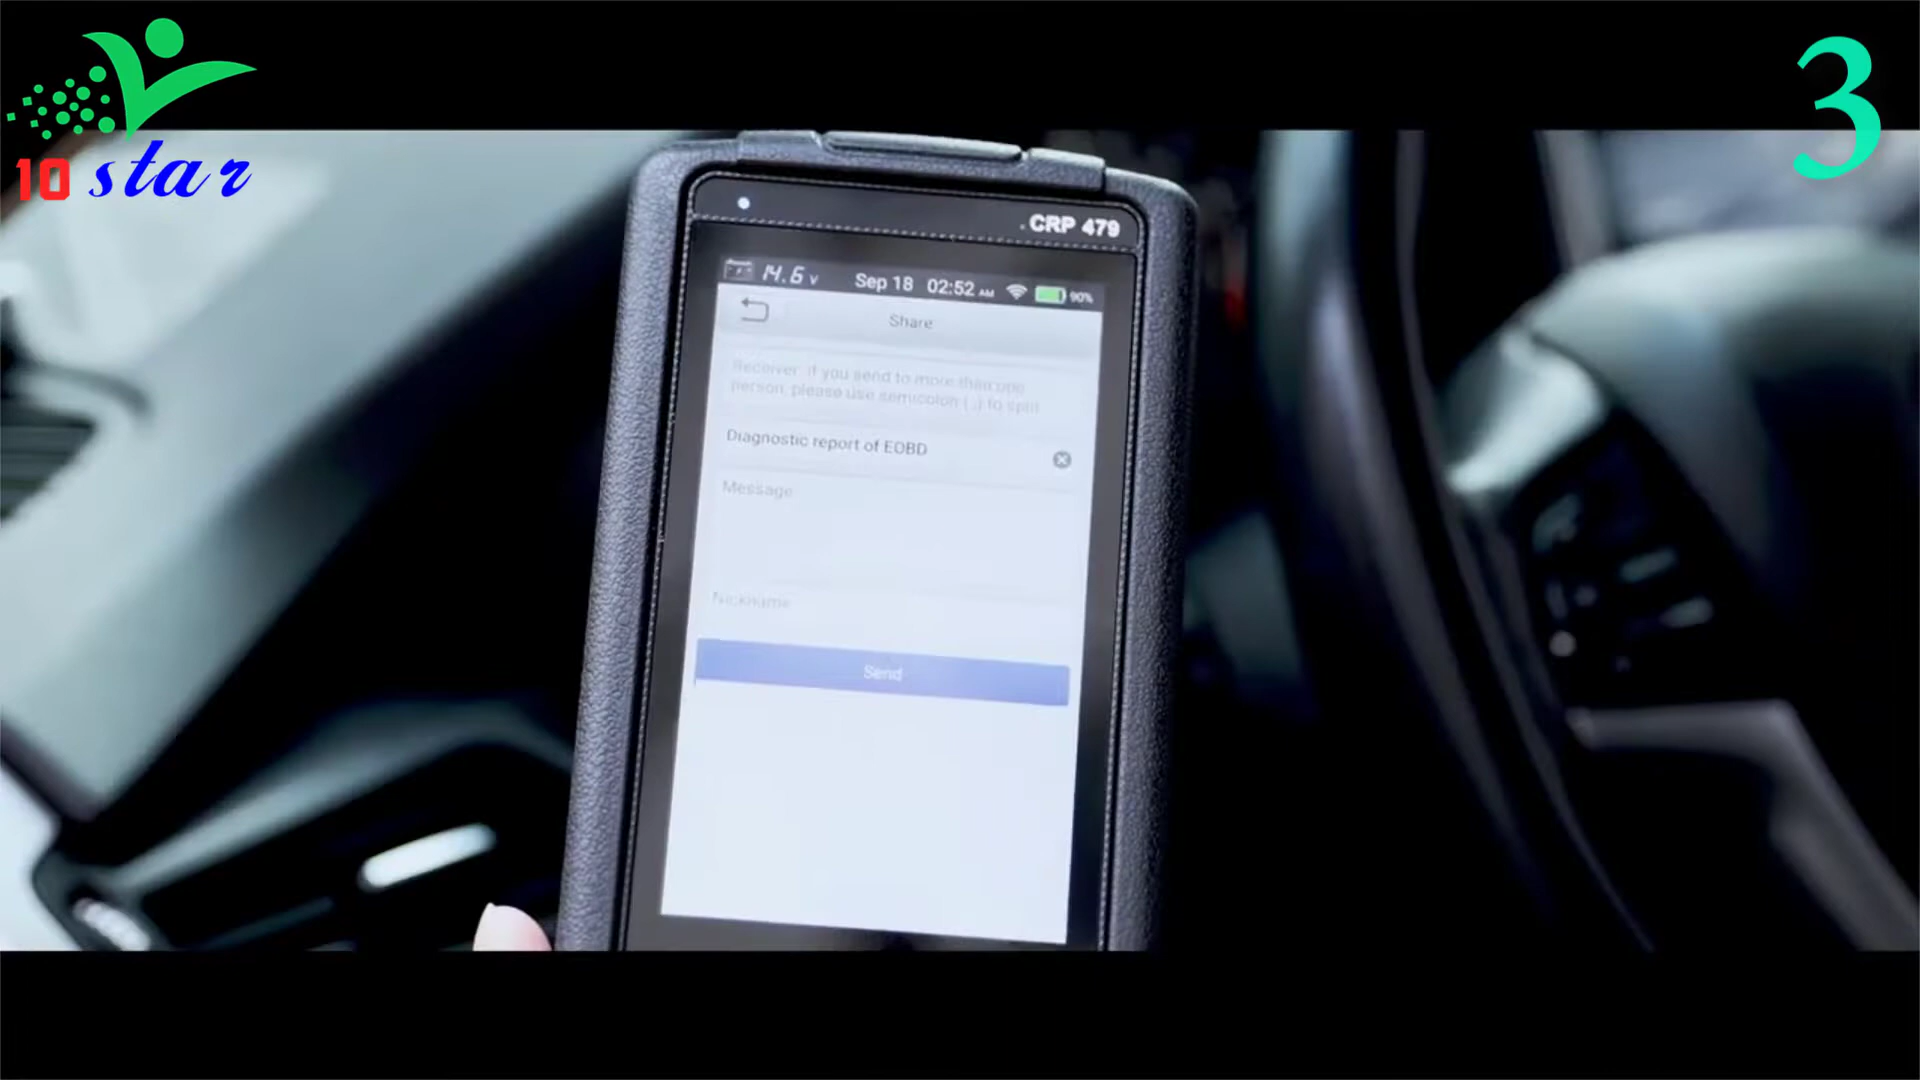 10 star
3
CRP 479
14.6 v Sep 18 02:52 AM 90%
Share
Receiver: if you send to more than one
person, please use semicolon (;) to split
Diagnostic report of EOBD
Message
Nickname
Send